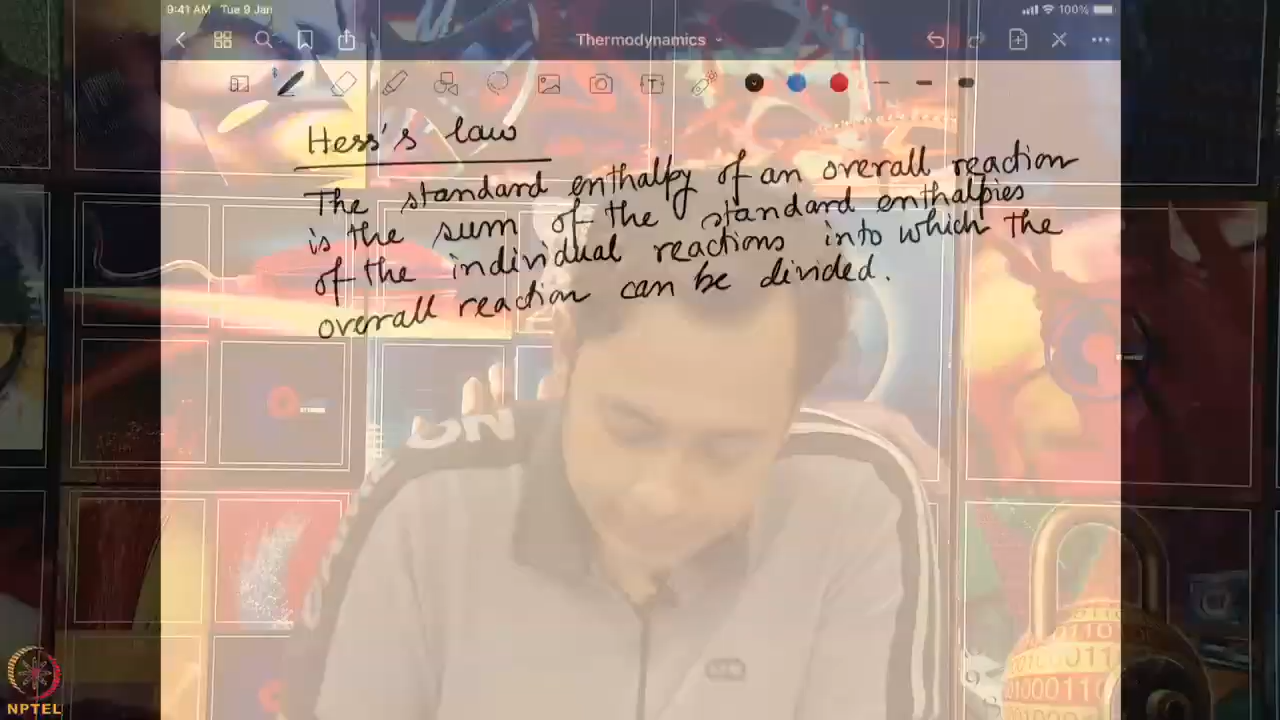 9:41 AM Tue 9 Jan
100%
Thermodynamics
Hess's law
The standard enthalpy of an overall reaction
is the sum of the standard enthalpies
of the individual reactions into which the
overall reaction can be divided.
NPTEL